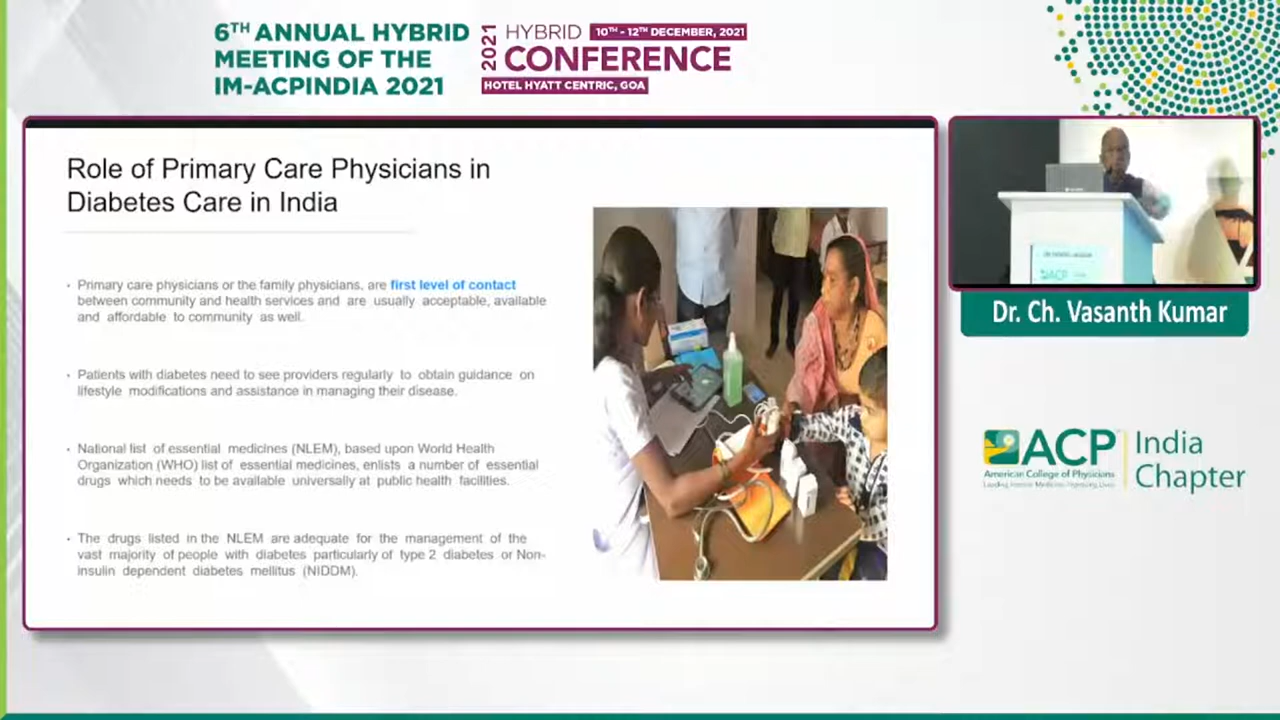 6TH ANNUAL HYBRID
MEETING OF THE
IM-ACPINDIA 2021
2021
HYBRID 10TH - 12TH DECEMBER, 2021
CONFERENCE
HOTEL HYATT CENTRIC, GOA
Role of Primary Care Physicians in
Diabetes Care in India
· Primary care physicians or the family physicians, are first level of contact
between community and health services and are usually acceptable, available
and affordable to community as well.
· Patients with diabetes need to see providers regularly to obtain guidance on
lifestyle modifications and assistance in managing their disease.
· National list of essential medicines (NLEM), based upon World Health
Organization (WHO) list of essential medicines, enlists a number of essential
drugs which needs to be available universally at public health facilities.
· The drugs listed in the NLEM are adequate for the management of the
vast majority of people with diabetes particularly of type 2 diabetes or Non-
insulin dependent diabetes mellitus (NIDDM).
ACP
Dr. Ch. Vasanth Kumar
ACP
American College of Physicians
Leading Internal Medicine, Improving Lives
India
Chapter